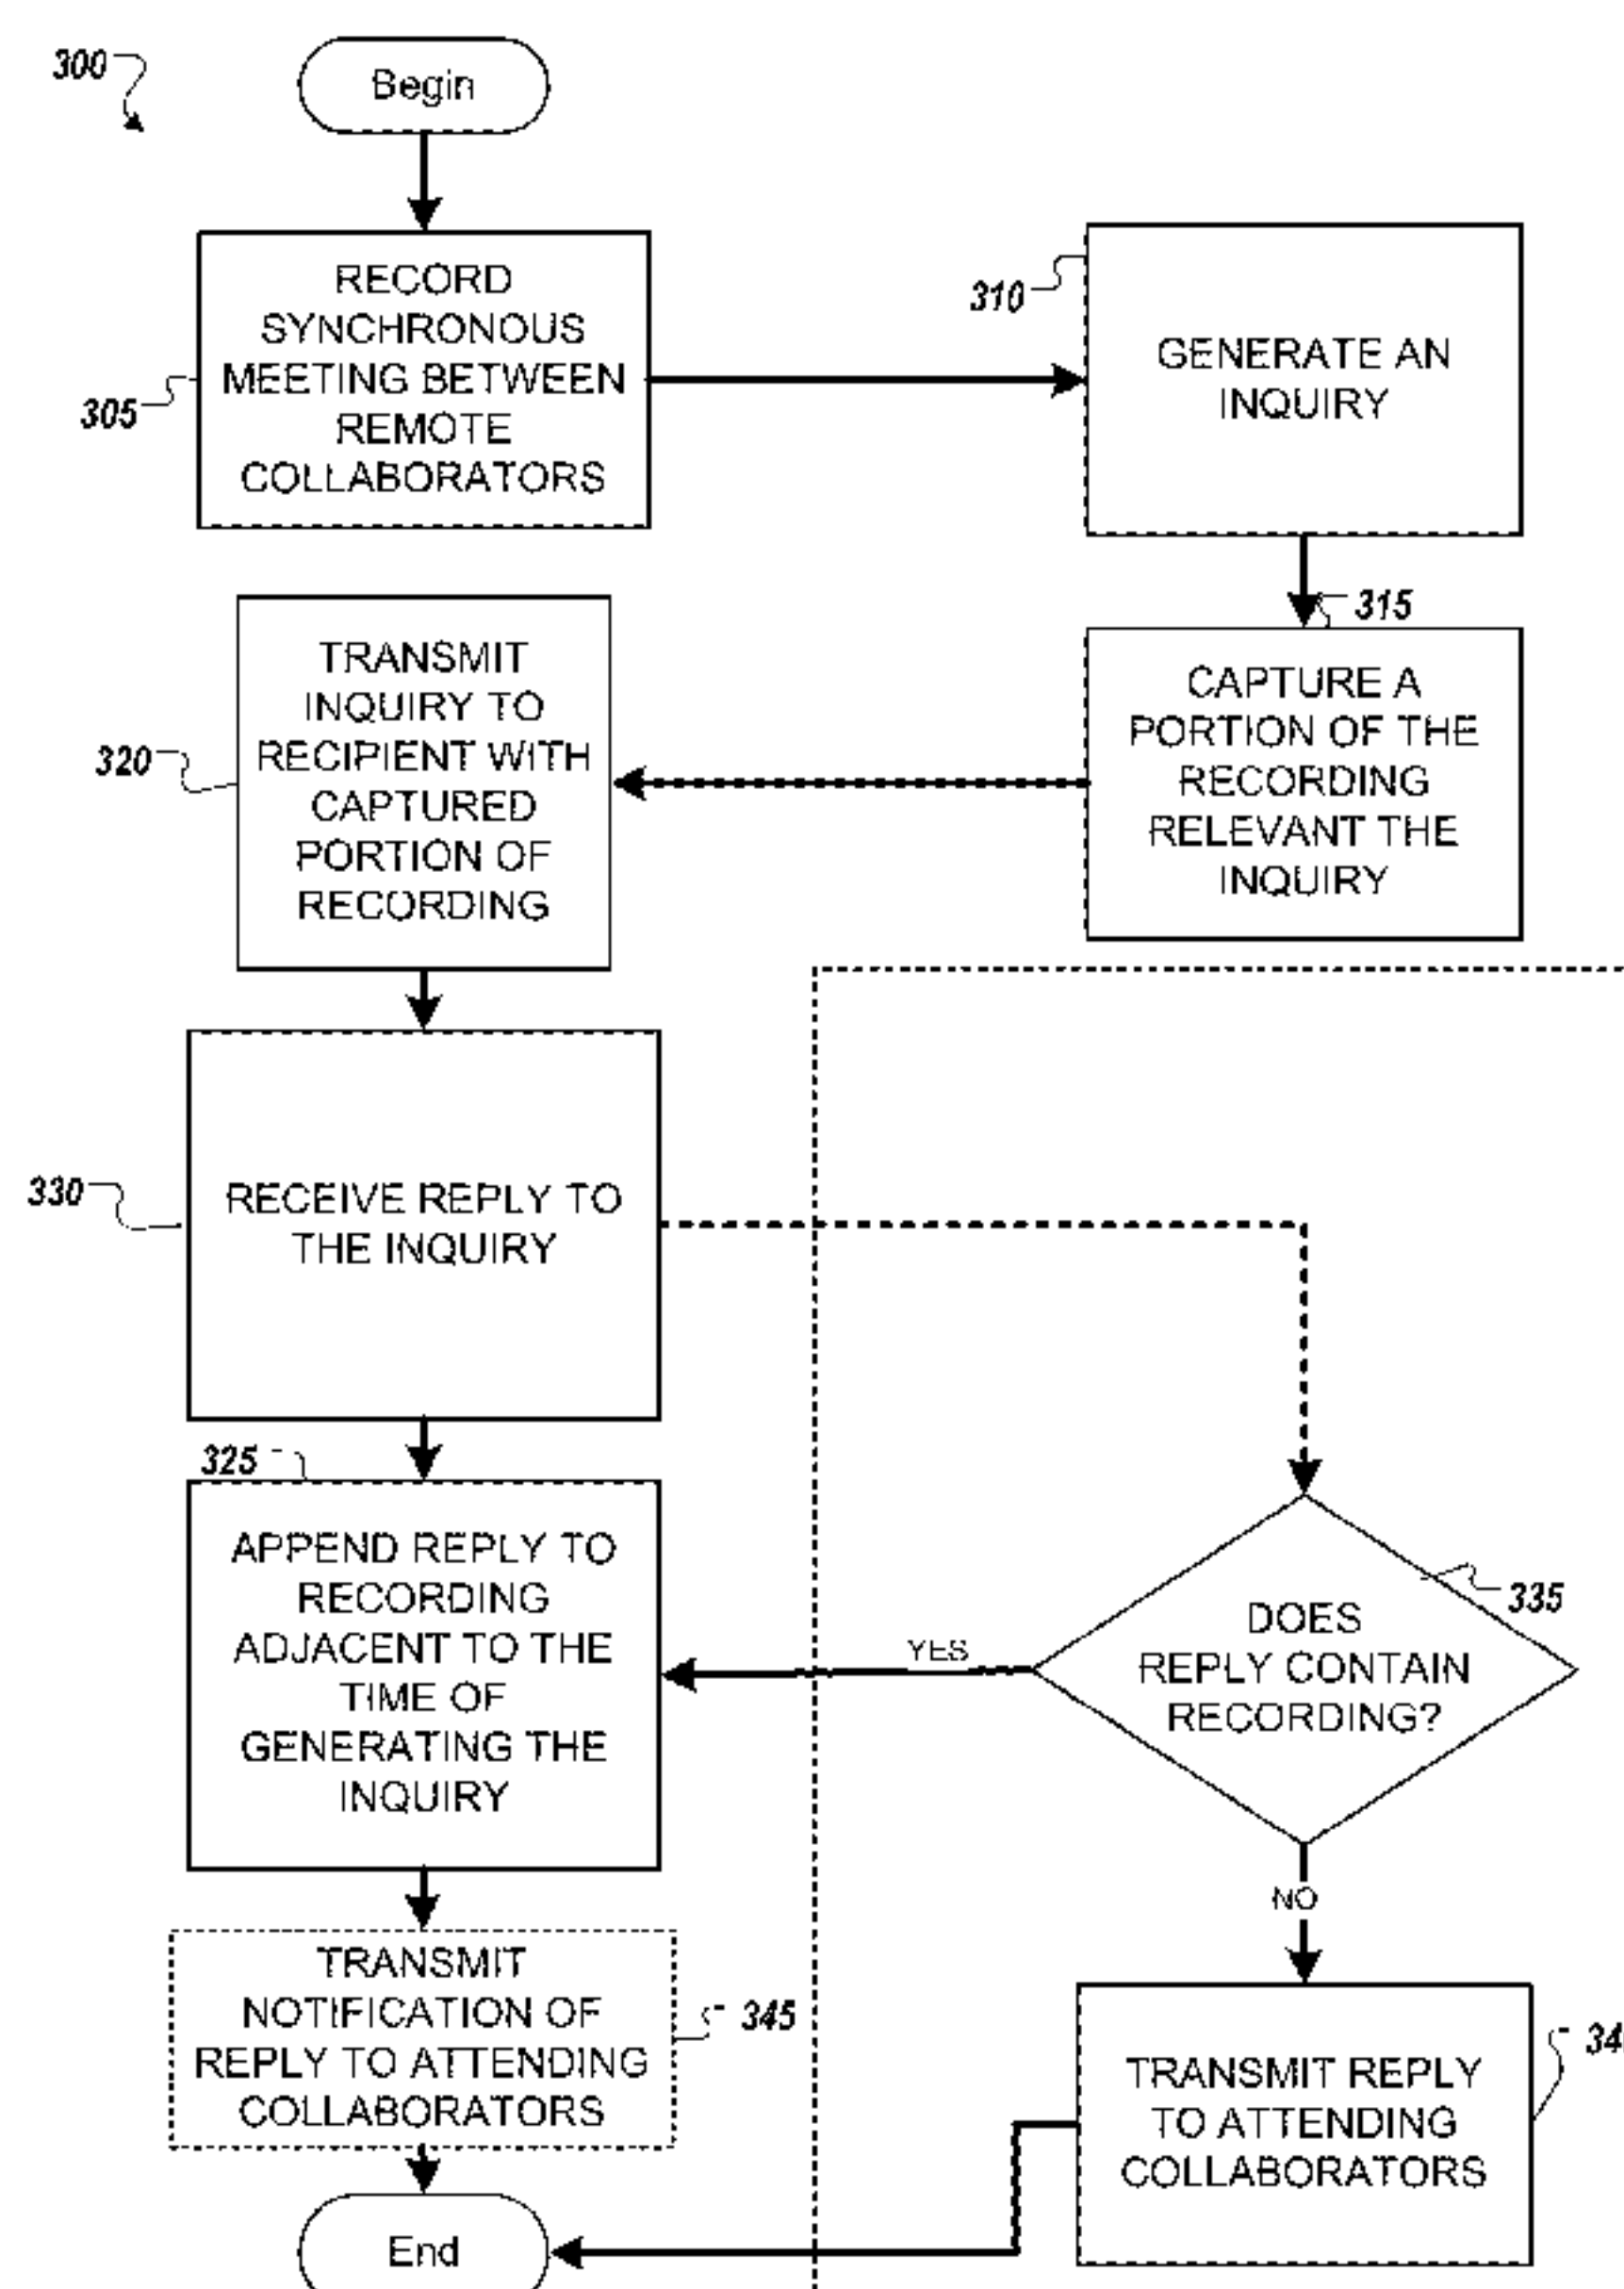 300
Begin
RECORD
SYNCHRONOUS
MEETING BETWEEN
REMOTE
COLLABORATORS
305
310
GENERATE AN
INQUIRY
315
CAPTURE A
PORTION OF THE
RECORDING
RELEVANT THE
INQUIRY
TRANSMIT
INQUIRY TO
RECIPIENT WITH
CAPTURED
PORTION OF
RECORDING
320
330
RECEIVE REPLY TO
THE INQUIRY
325
APPEND REPLY TO
RECORDING
ADJACENT TO THE
TIME OF
GENERATING THE
INQUIRY
YES
335
DOES
REPLY CONTAIN
RECORDING?
NO
TRANSMIT
NOTIFICATION OF
REPLY TO ATTENDING
COLLABORATORS
345
34
TRANSMIT REPLY
TO ATTENDING
COLLABORATORS
End